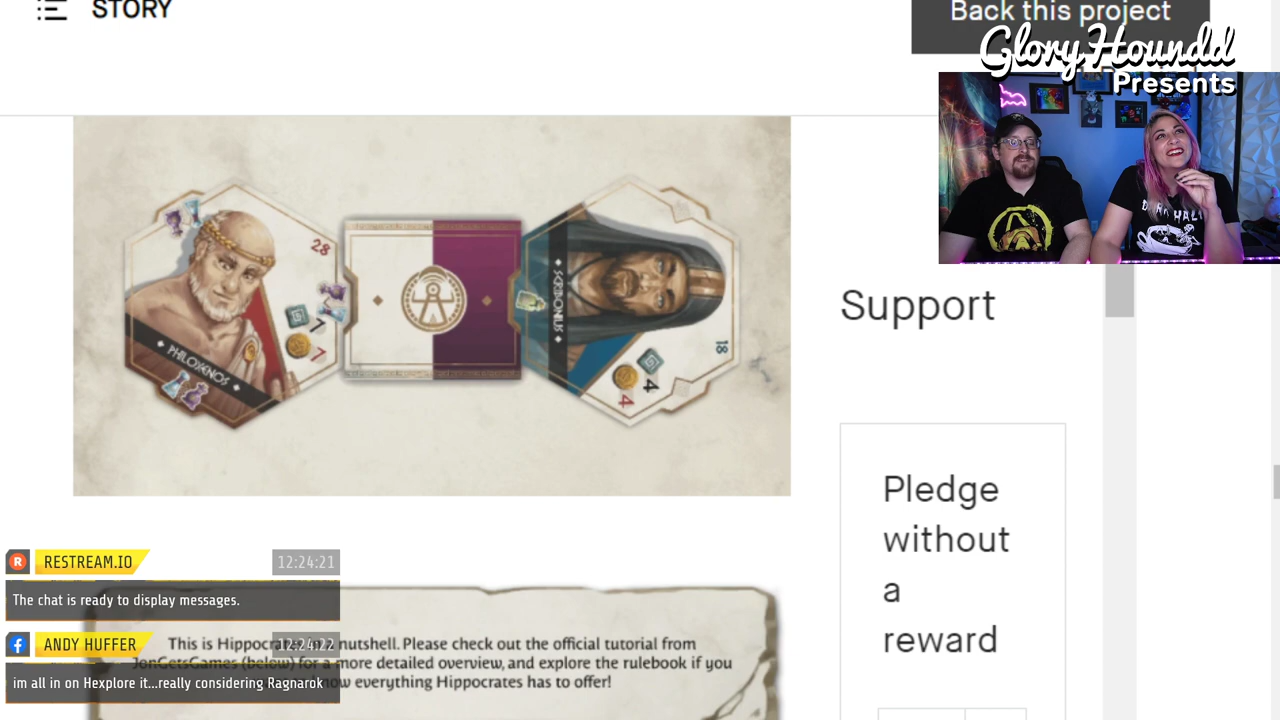 STORY
Back this project
GloryHoundd
Presents
28
PHILOXENOS
7
7
SGRIBONIUS
18
4
4
Support
Pledge
without
a
reward
RESTREAM.IO
12:24:21
The chat is ready to display messages.
ANDY HUFFER
12:24:22
im all in on Hexplore it...really considering Ragnarok
This is Hippocrates in a nutshell. Please check out the official tutorial from
JonGetsGames (below) for a more detailed overview, and explore the rulebook if you
know everything Hippocrates has to offer!